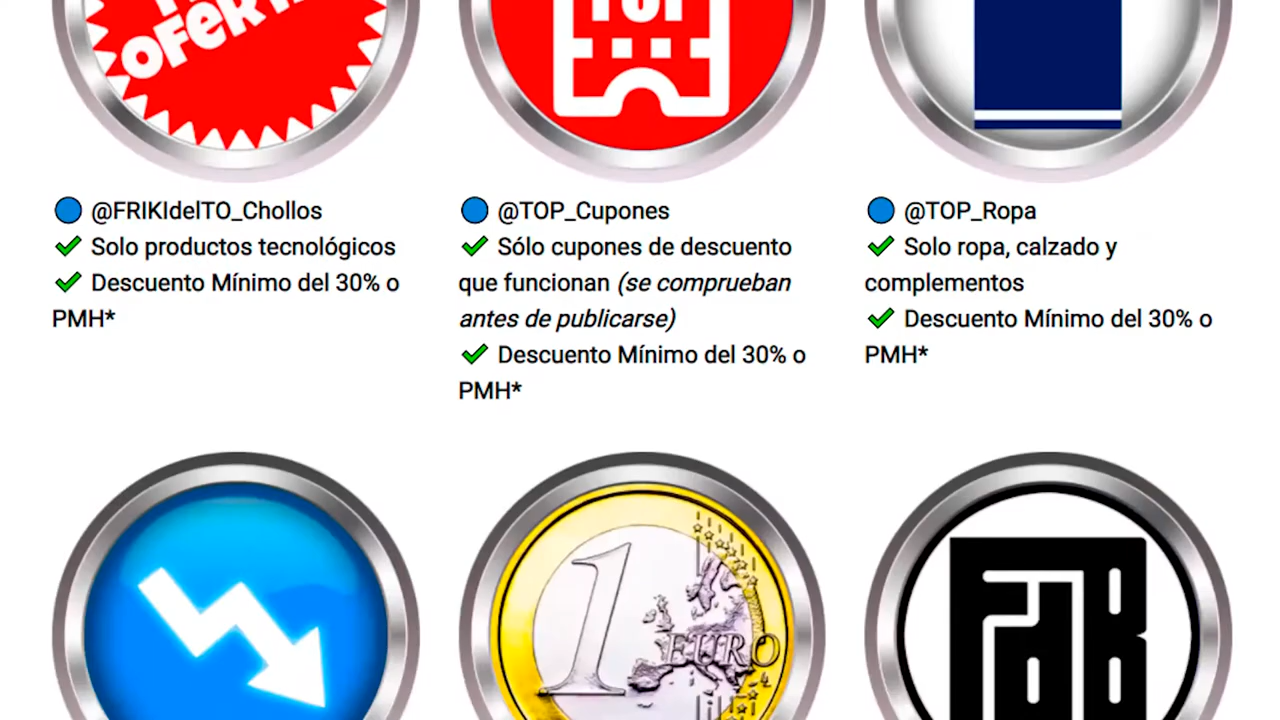 OFERTA
TOP
🔵 @FRIKIdelTO_Chollos
✔ Solo productos tecnológicos
✔ Descuento Mínimo del 30% o
PMH*
🔵 @TOP_Cupones
✔ Sólo cupones de descuento
que funcionan (se comprueban
antes de publicarse)
✔ Descuento Mínimo del 30% o
PMH*
🔵 @TOP_Ropa
✔ Solo ropa, calzado y
complementos
✔ Descuento Mínimo del 30% o
PMH*
1
EURO